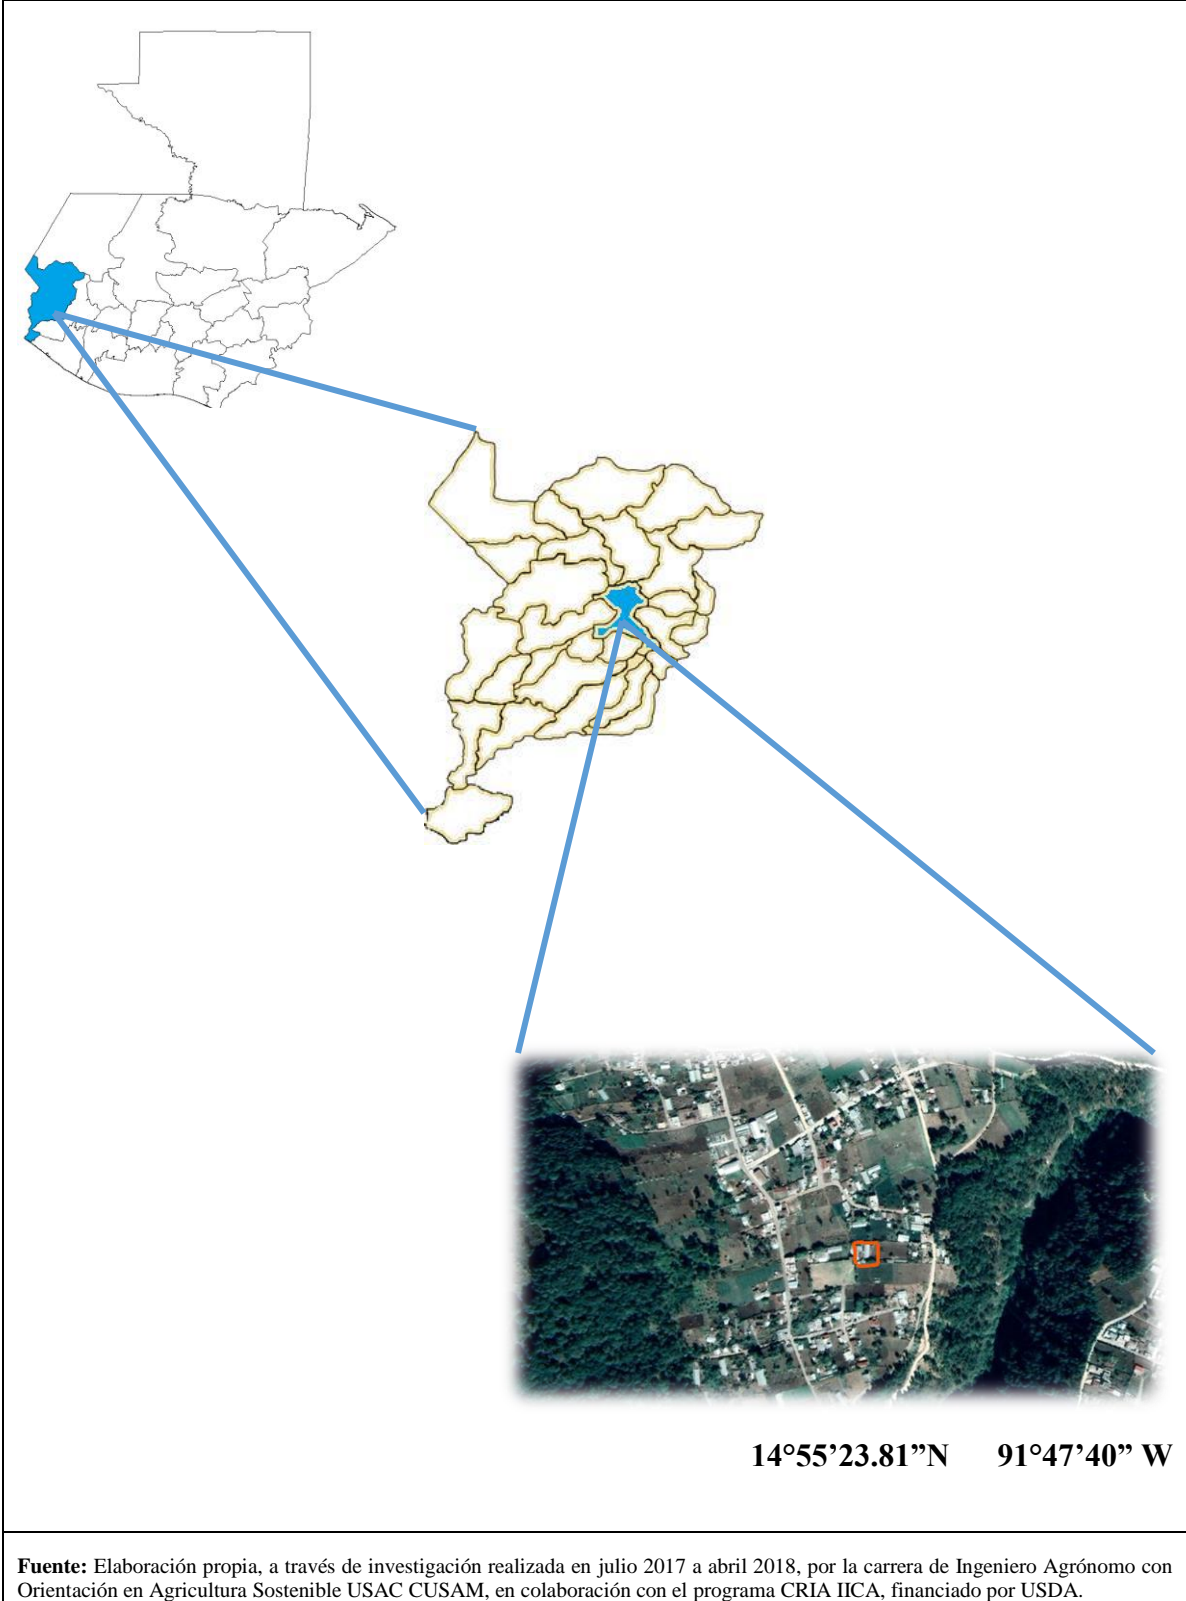 14°55’23.81”N 91°47’40” W
Fuente: Elaboración propia, a través de investigación realizada en julio 2017 a abril 2018, por la carrera de Ingeniero Agrónomo con
Orientación en Agricultura Sostenible USAC CUSAM, en colaboración con el programa CRIA IICA, financiado por USDA.